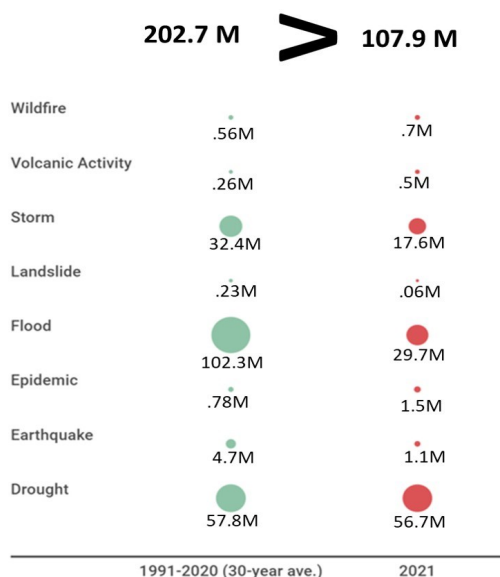 202.7 M > 107.9 M
Wildfire
.56M .7M
Volcanic Activity
.26M .5M
Storm
32.4M 17.6M
Landslide
.23M .06M
Flood
102.3M 29.7M
Epidemic
.78M 1.5M
Earthquake
4.7M 1.1M
Drought
57.8M 56.7M
1991-2020 (30-year ave.) 2021